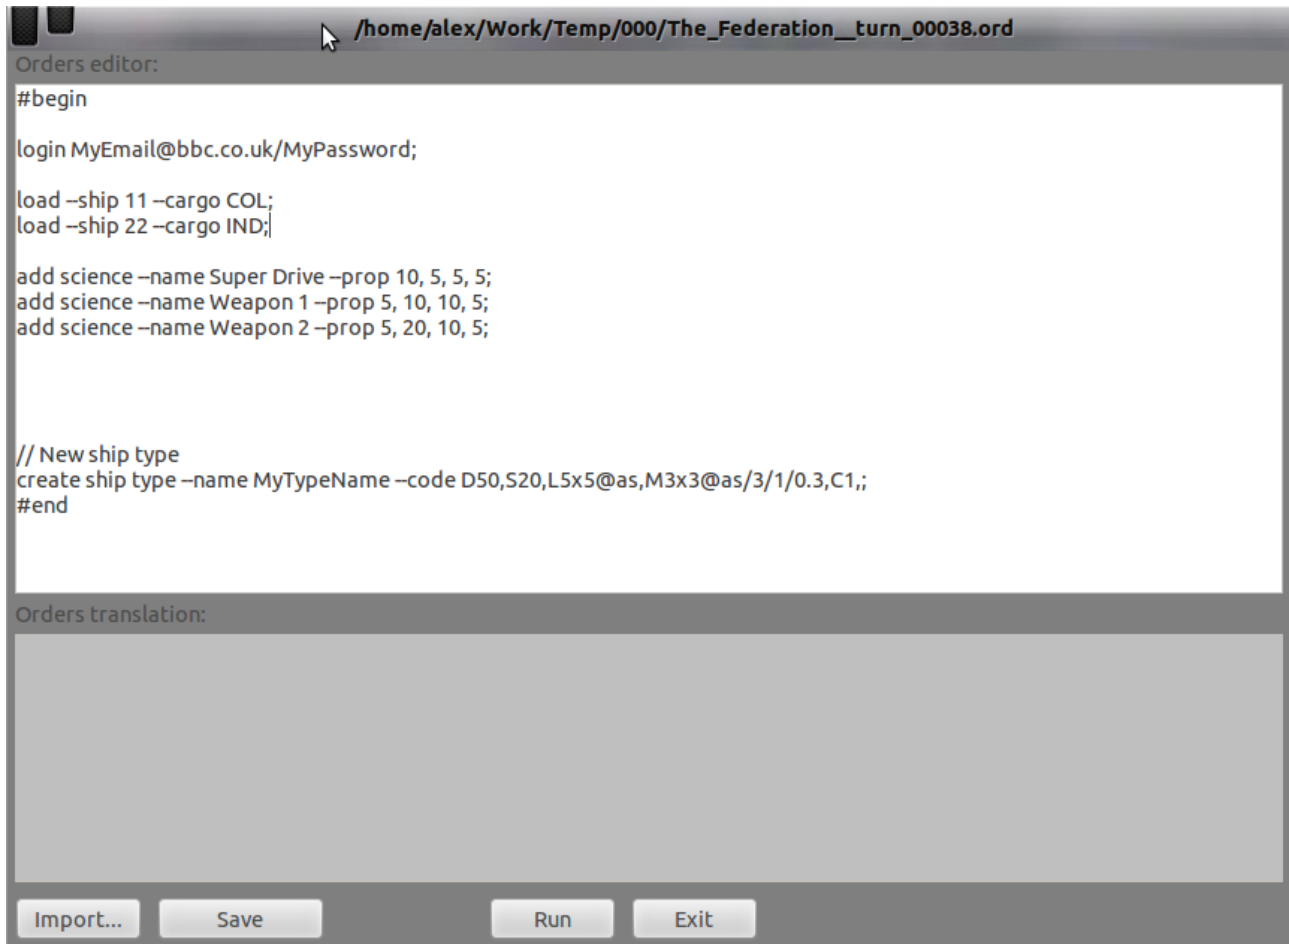 /home/alex/Work/Temp/000/The_Federation__turn_00038.ord
Orders editor:
#begin
login MyEmail@bbc.co.uk/MyPassword;
load --ship 11 --cargo COL;
load --ship 22 --cargo IND;
add science --name Super Drive --prop 10, 5, 5, 5;
add science --name Weapon 1 --prop 5, 10, 10, 5;
add science --name Weapon 2 --prop 5, 20, 10, 5;
// New ship type
create ship type --name MyTypeName --code D50,S20,L5x5@as,M3x3@as/3/1/0.3,C1,;
#end
Orders translation:
Import... Save Run Exit